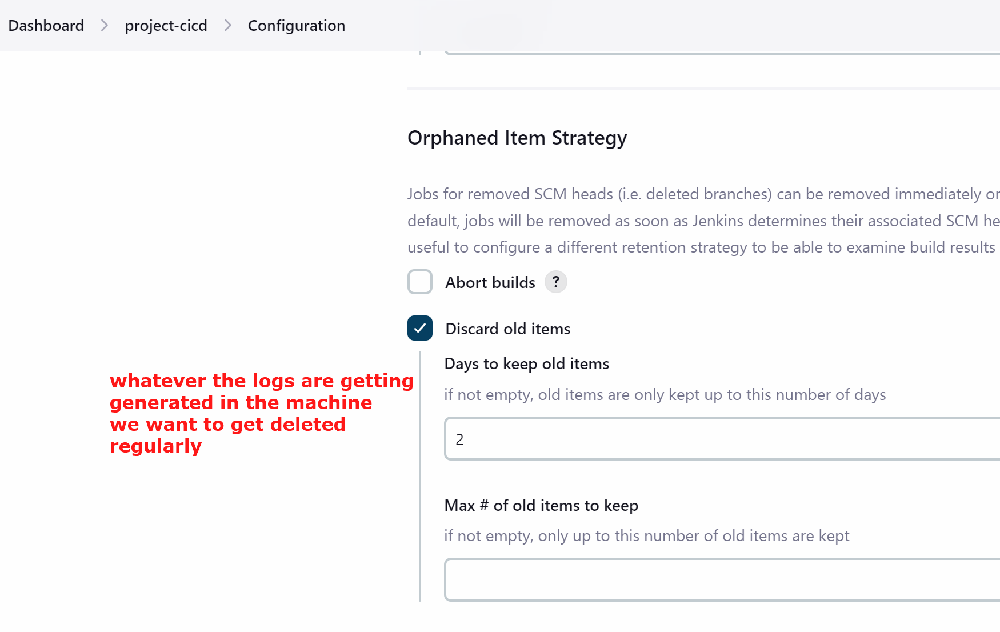 Dashboard > project-cicd > Configuration
Orphaned Item Strategy
Jobs for removed SCM heads (i.e. deleted branches) can be removed immediately or
default, jobs will be removed as soon as Jenkins determines their associated SCM he
useful to configure a different retention strategy to be able to examine build results
Abort builds ?
Discard old items
Days to keep old items
if not empty, old items are only kept up to this number of days
2
whatever the logs are getting
generated in the machine
we want to get deleted
regularly
Max # of old items to keep
if not empty, only up to this number of old items are kept